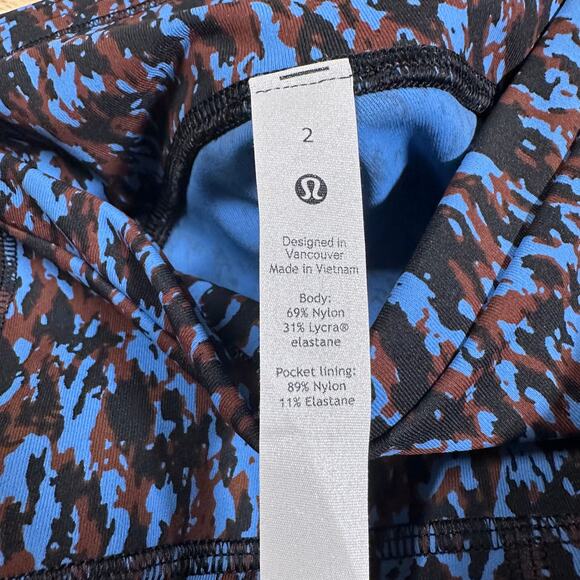 2
Designed in
Vancouver
Made in Vietnam
Body:
69% Nylon
31% Lycra®
elastane
Pocket lining:
89% Nylon
11% Elastane